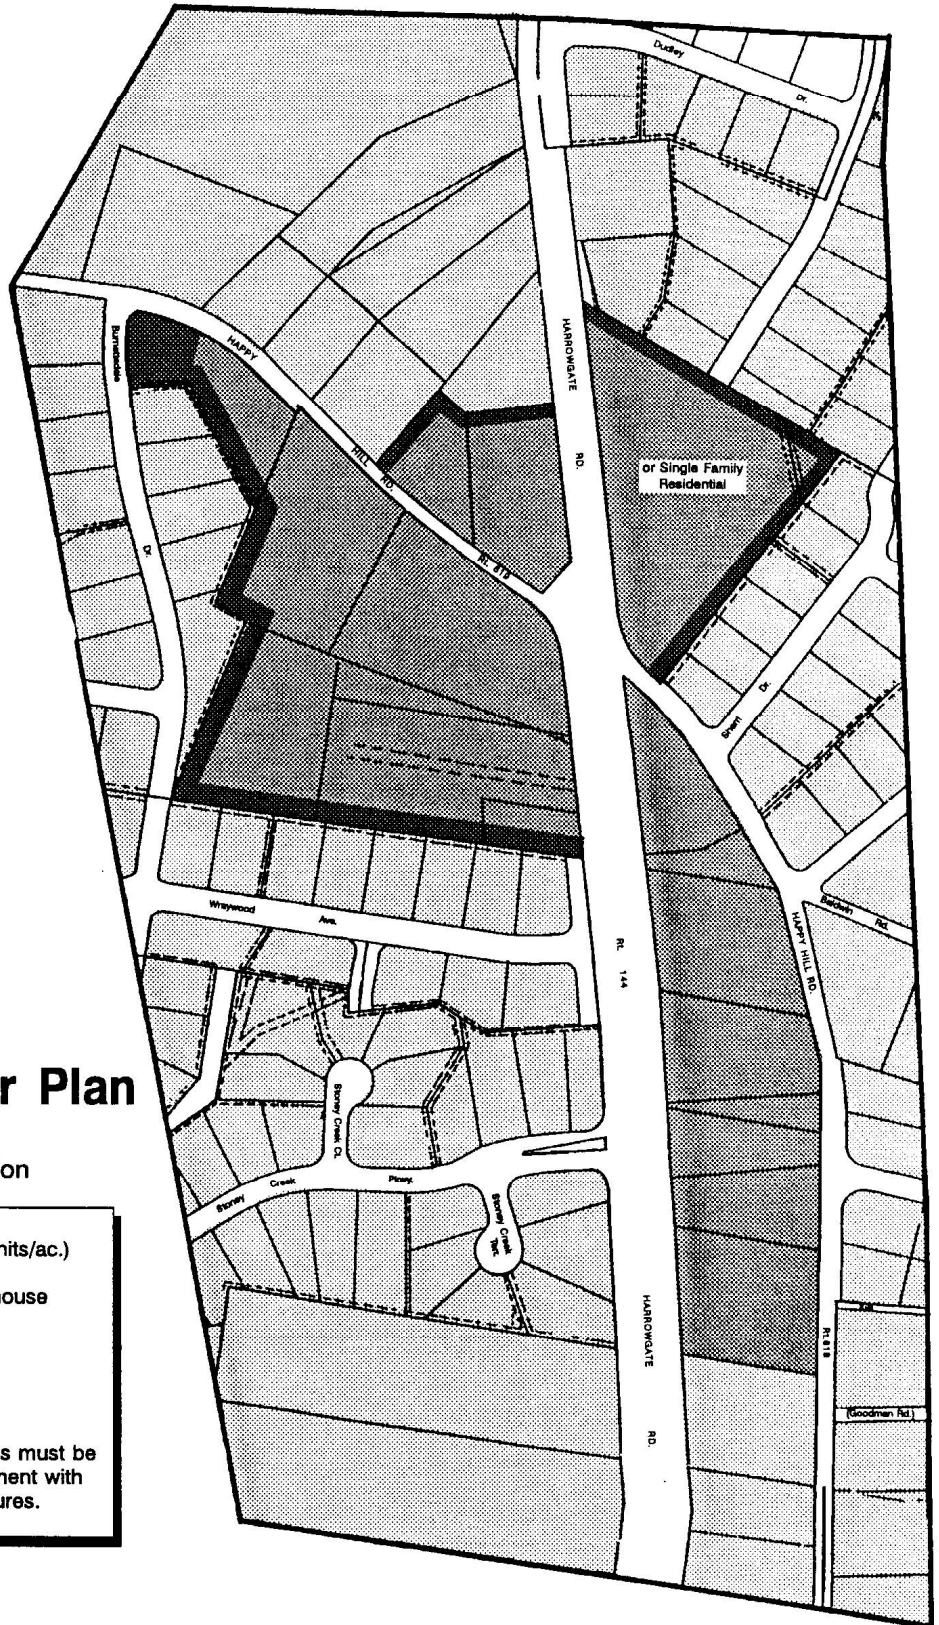 Dudley
Dr.
HARROWGATE
RD.
HAPPY
HILL
RD.
Rt. 619
Dr.
or Single Family
Residential
Sherri
Dr.
Baldwin
Rd.
HAPPY HILL RD.
Wraywood
Ave.
Rt.
144
Stoney Creek Ct.
Stoney
Creek
Pkwy.
Stoney Creek
Terr.
HARROWGATE
RD.
(Goodman Rd.)
r Plan
on
nits/ac.)
house
s must be
nent with
ures.